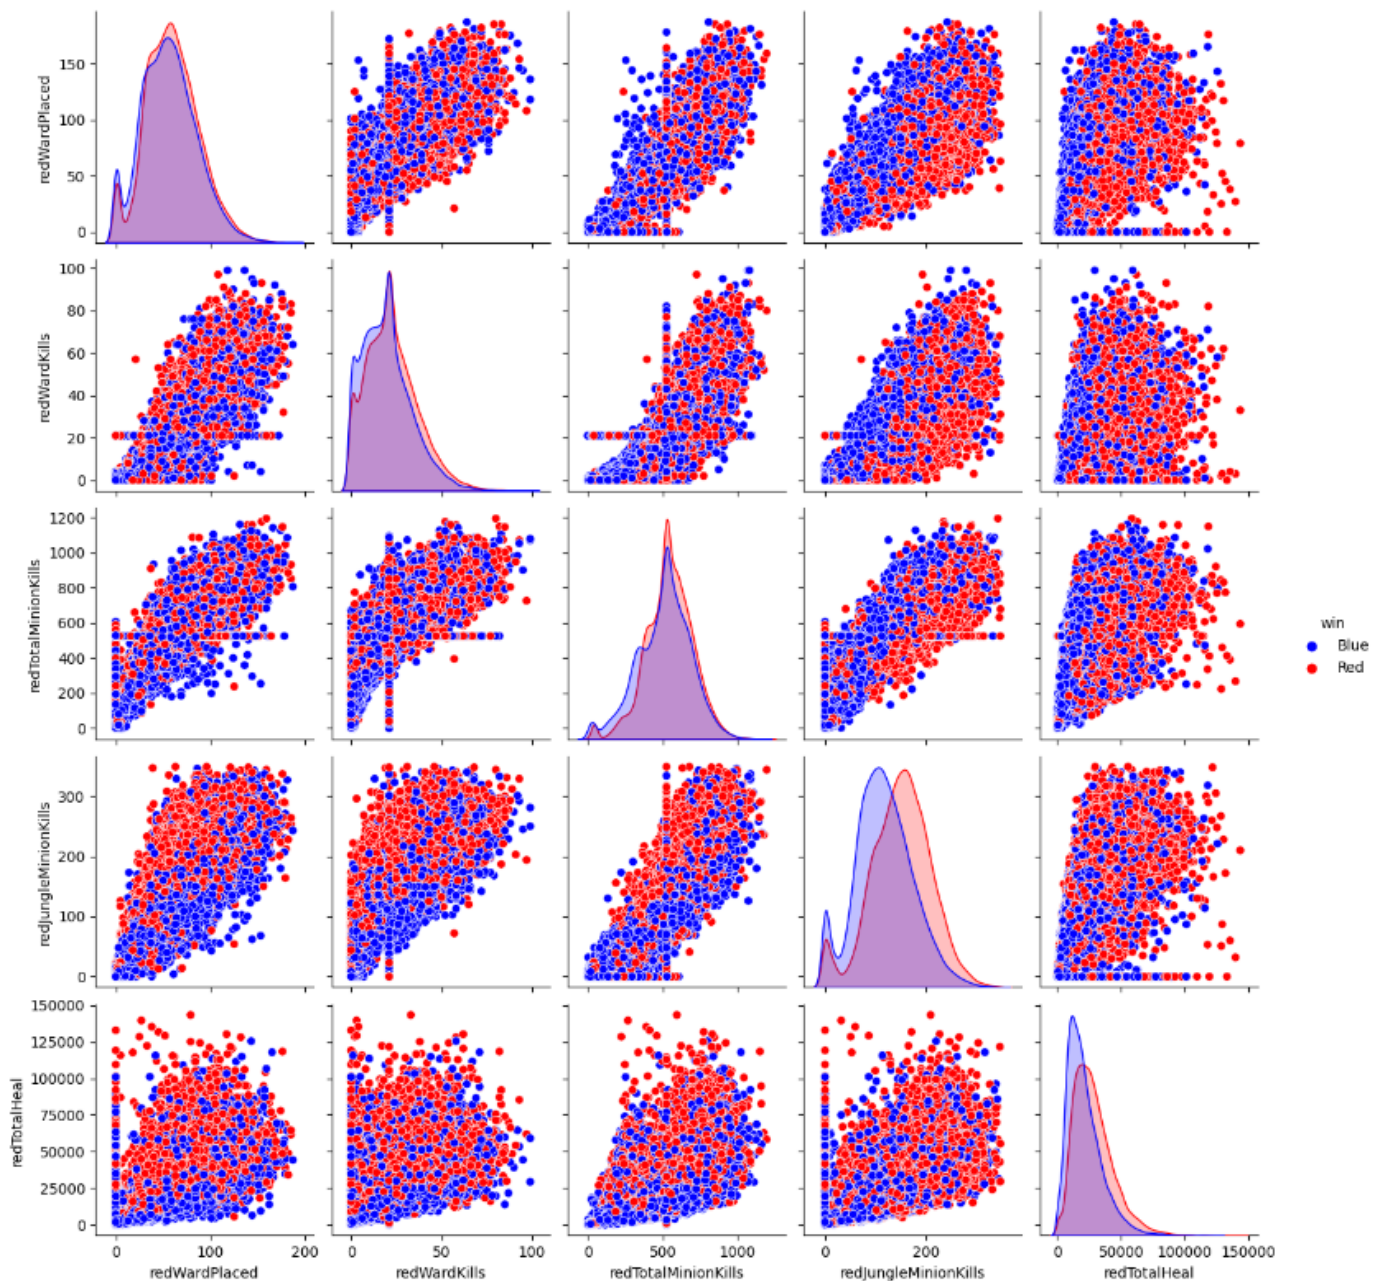 redWardPlaced
150
100
50
0
redWardKills
100
80
60
40
20
0
redTotalMinionKills
1200
1000
800
600
400
200
0
win
Blue
Red
redJungleMinionKills
300
200
100
0
redTotalHeal
150000
125000
100000
75000
50000
25000
0
0 100 200
0 50 100
0 500 1000
0 200
0 50000 100000 150000
redWardPlaced
redWardKills
redTotalMinionKills
redJungleMinionKills
redTotalHeal